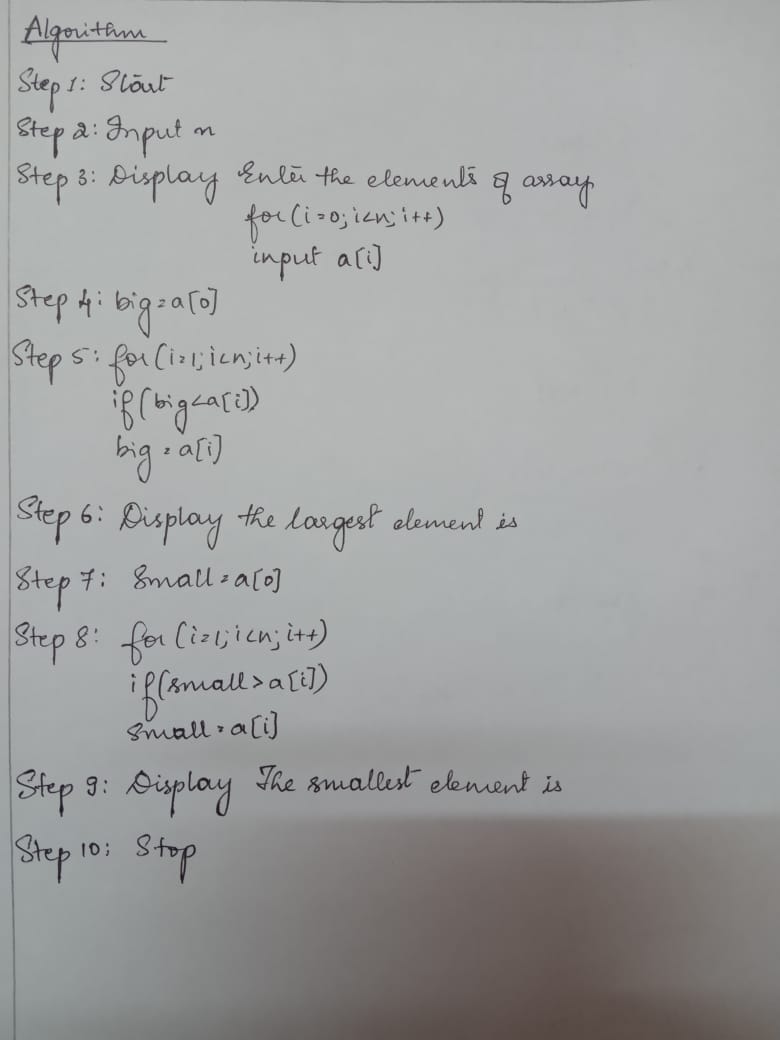 Algorithm
Step 1: Start
Step 2: Input n
Step 3: Display Enter the elements of array
for(i=0;i<n;i++)
input a[i]
Step 4: big=a[0]
Step 5: for(i=1;i<n;i++)
if(big<a[i])
big=a[i]
Step 6: Display the largest element is
Step 7: Small=a[0]
Step 8: for(i=1;i<n;i++)
if(small>a[i])
small=a[i]
Step 9: Display The smallest element is
Step 10: Stop